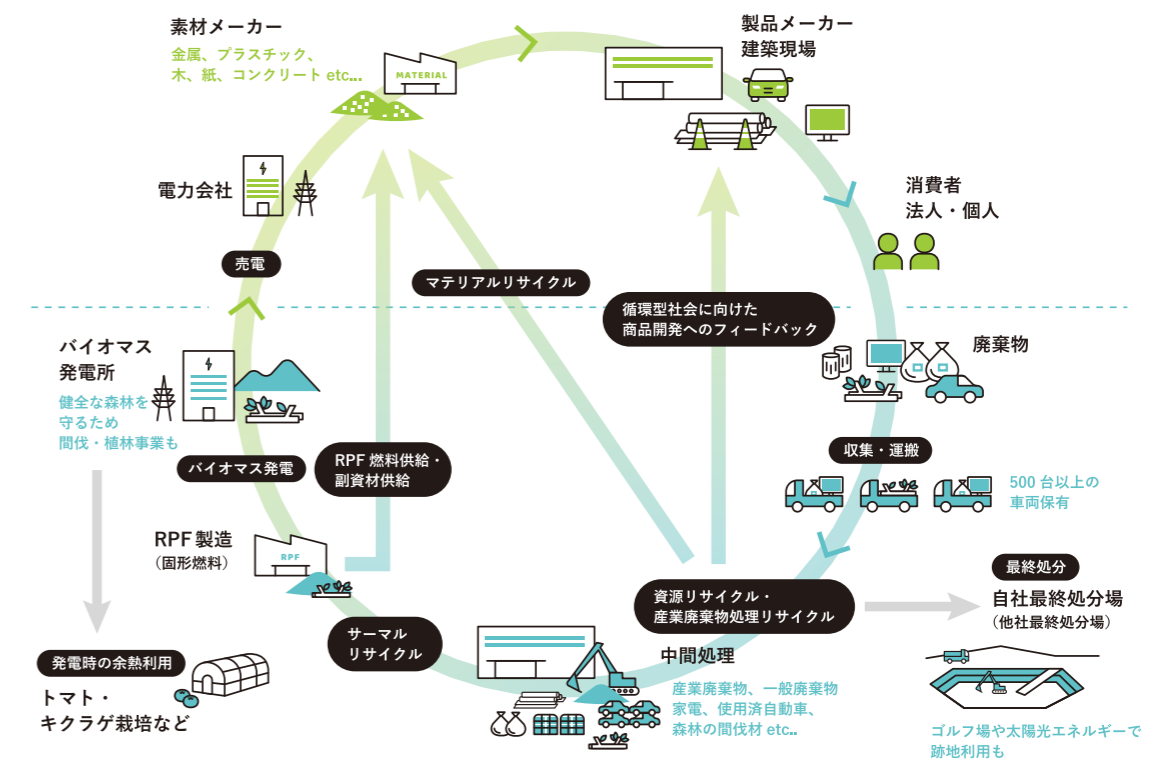 素材メーカー
金属、プラスチック、
木、紙、コンクリート etc...
MATERIAL
製品メーカー
建築現場
電力会社
消費者
法人・個人
売電
マテリアルリサイクル
循環型社会に向けた
商品開発へのフィードバック
バイオマス
発電所
健全な森林を
守るため
間伐・植林事業も
廃棄物
収集・運搬
500 台以上の
車両保有
バイオマス発電
RPF 燃料供給・
副資材供給
RPF 製造
（固形燃料）
RPF
サーマル
リサイクル
資源リサイクル・
産業廃棄物処理リサイクル
中間処理
産業廃棄物、一般廃棄物
家電、使用済自動車、
森林の間伐材 etc..
最終処分
自社最終処分場
（他社最終処分場）
ゴルフ場や太陽光エネルギーで
跡地利用も
発電時の余熱利用
トマト・
キクラゲ栽培など